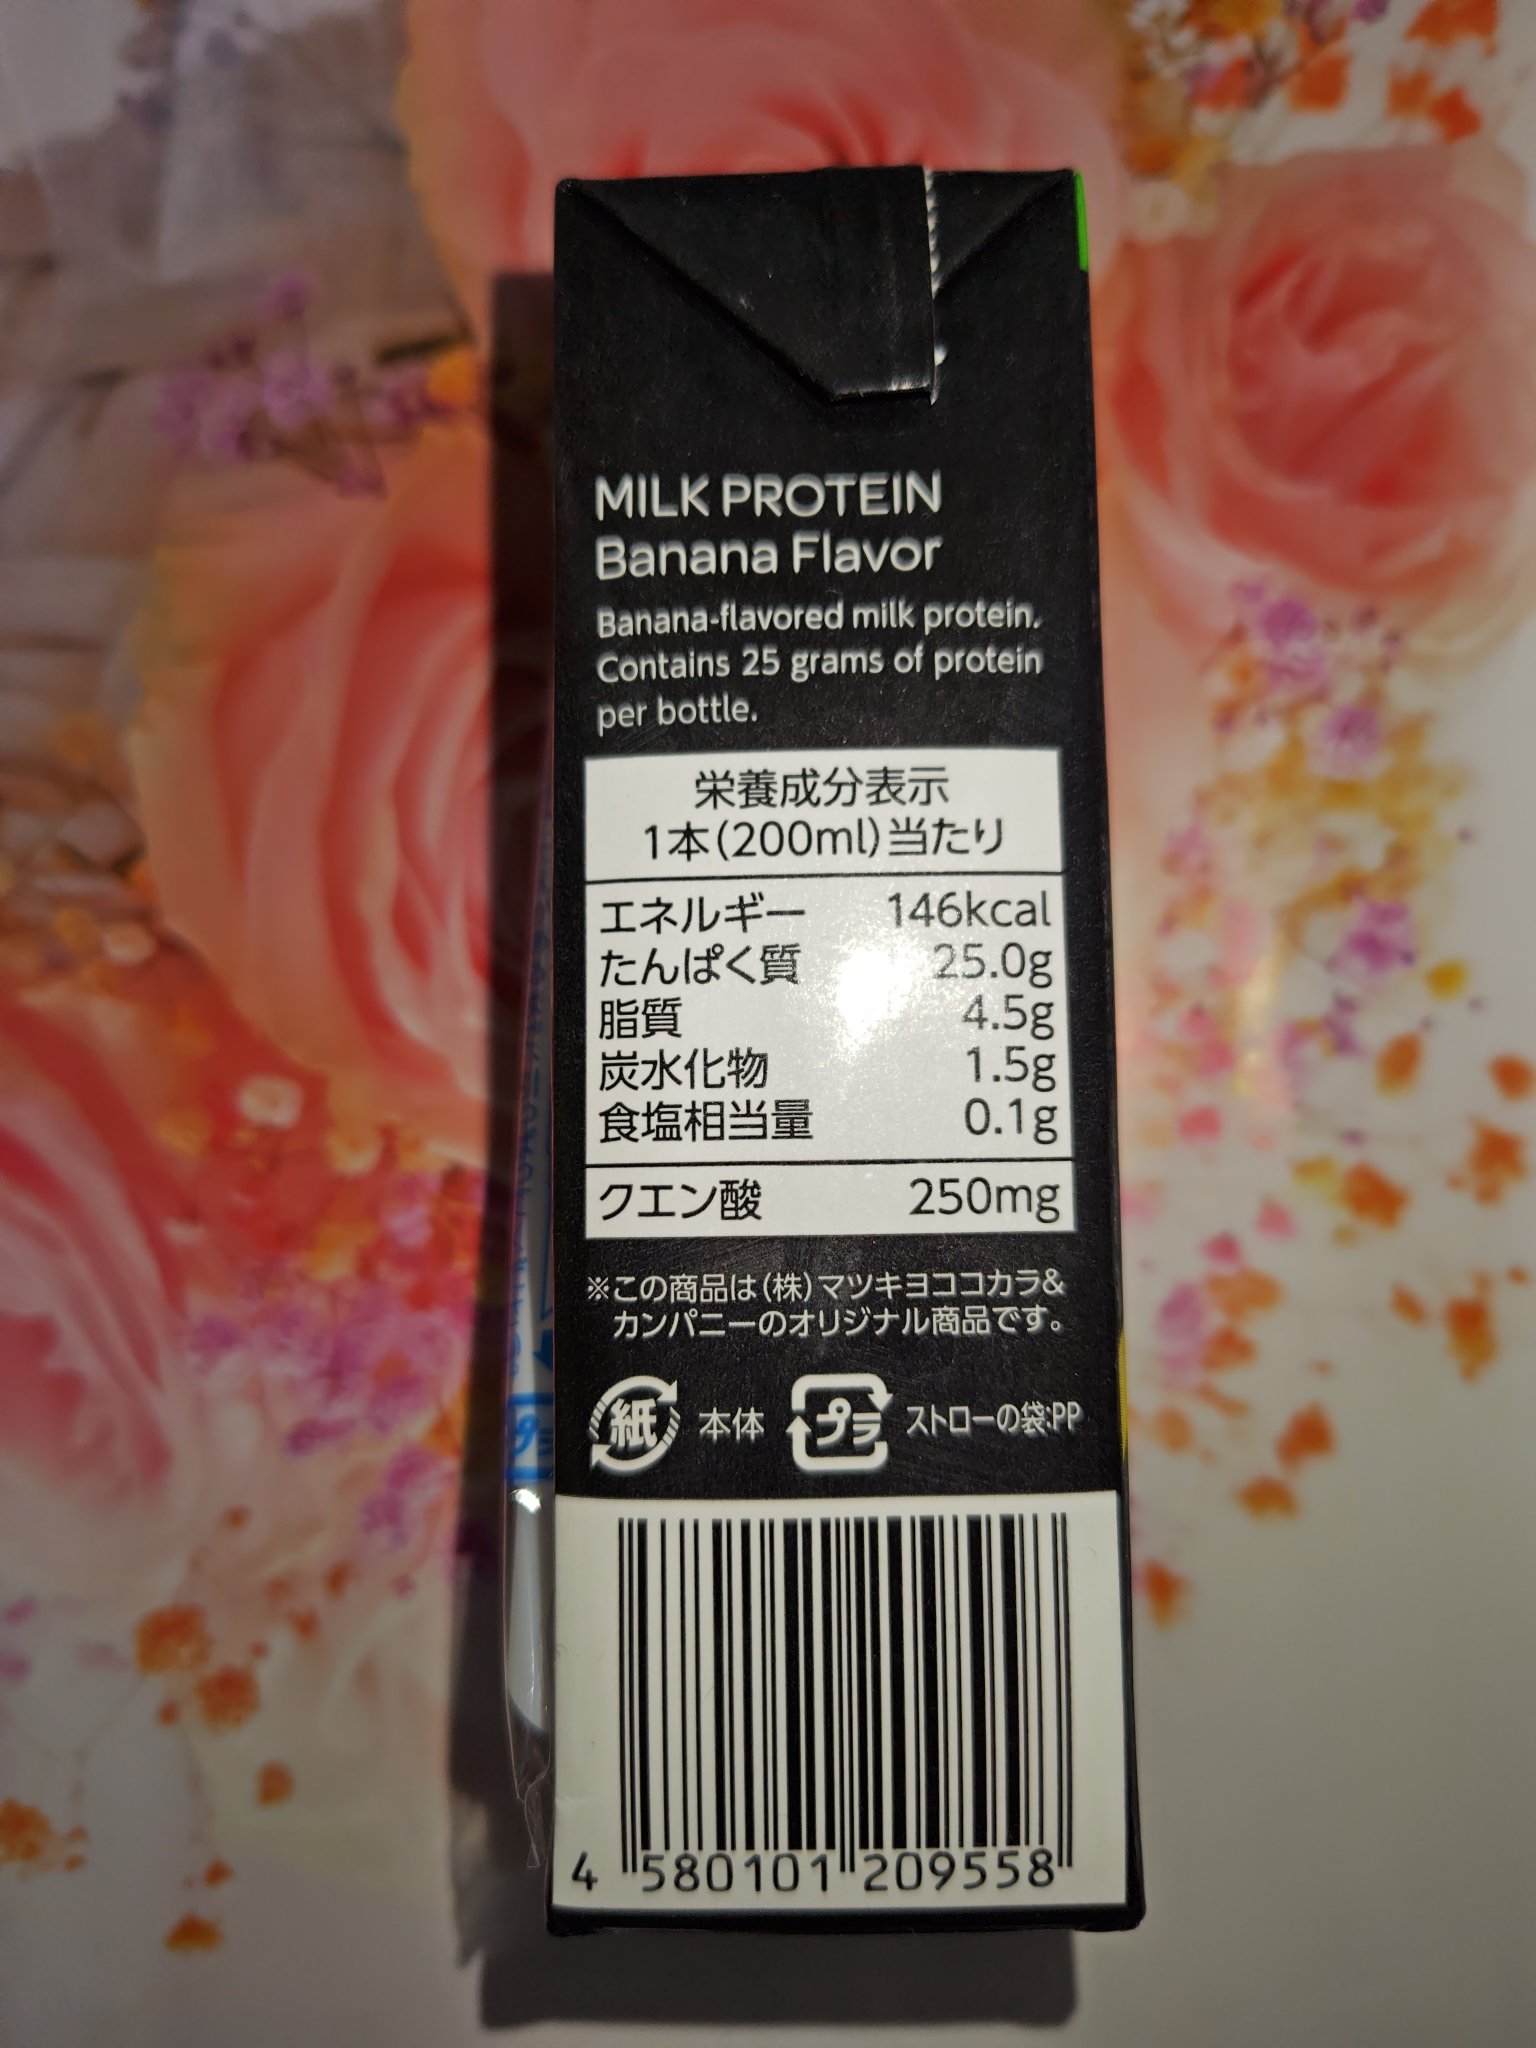 MILK PROTEIN
Banana Flavor
Banana-flavored milk protein.
Contains 25 grams of protein
per bottle.
栄養成分表示
1本(200ml)当たり
エネルギー 146kcal
たんぱく質 25.0g
脂質 4.5g
炭水化物 1.5g
食塩相当量 0.1g
クエン酸 250mg
※この商品は(株)マツキヨココカラ&
カンパニーのオリジナル商品です。
紙 本体 プラ ストローの袋:PP
4 580101 209558